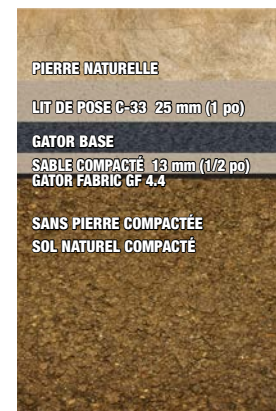 PIERRE NATURELLE
LIT DE POSE C-33 25 mm (1 po)
GATOR BASE
SABLE COMPACTÉ 13 mm (1/2 po)
GATOR FABRIC GF 4.4
SANS PIERRE COMPACTÉE
SOL NATUREL COMPACTÉ